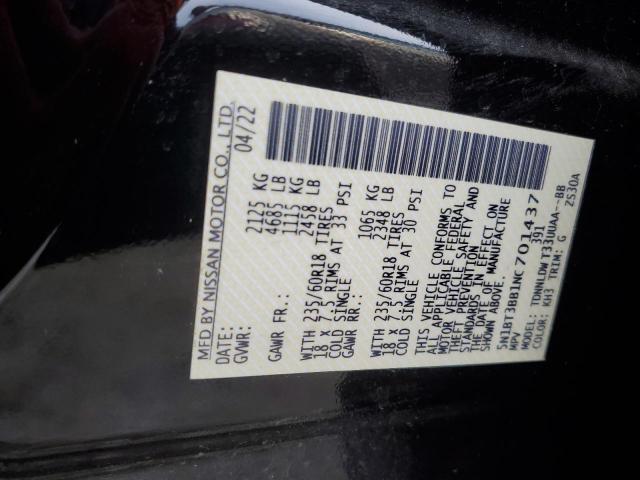 MFD BY NISSAN MOTOR CO., LTD.
DATE: 04/22
GVWR: 2125 KG
4685 LB
GAWR FR: 1115 KG
2458 LB
WITH 235/60R18 TIRES
18 x 7.5 RIMS AT 33 PSI
COLD SINGLE
GAWR RR: 1065 KG
2348 LB
WITH 235/60R18 TIRES
18 x 7.5 RIMS AT 30 PSI
COLD SINGLE
THIS VEHICLE CONFORMS TO
ALL APPLICABLE FEDERAL
MOTOR VEHICLE SAFETY AND
THEFT PREVENTION
STANDARDS IN EFFECT ON
THE DATE OF MANUFACTURE
SHOWN ABOVE.
5N1BT3BB1NC701437
MPV 391
MODEL: TDNNLDWT33UUAA--BB
COLOR: KH3 TRIM: G ZS30A